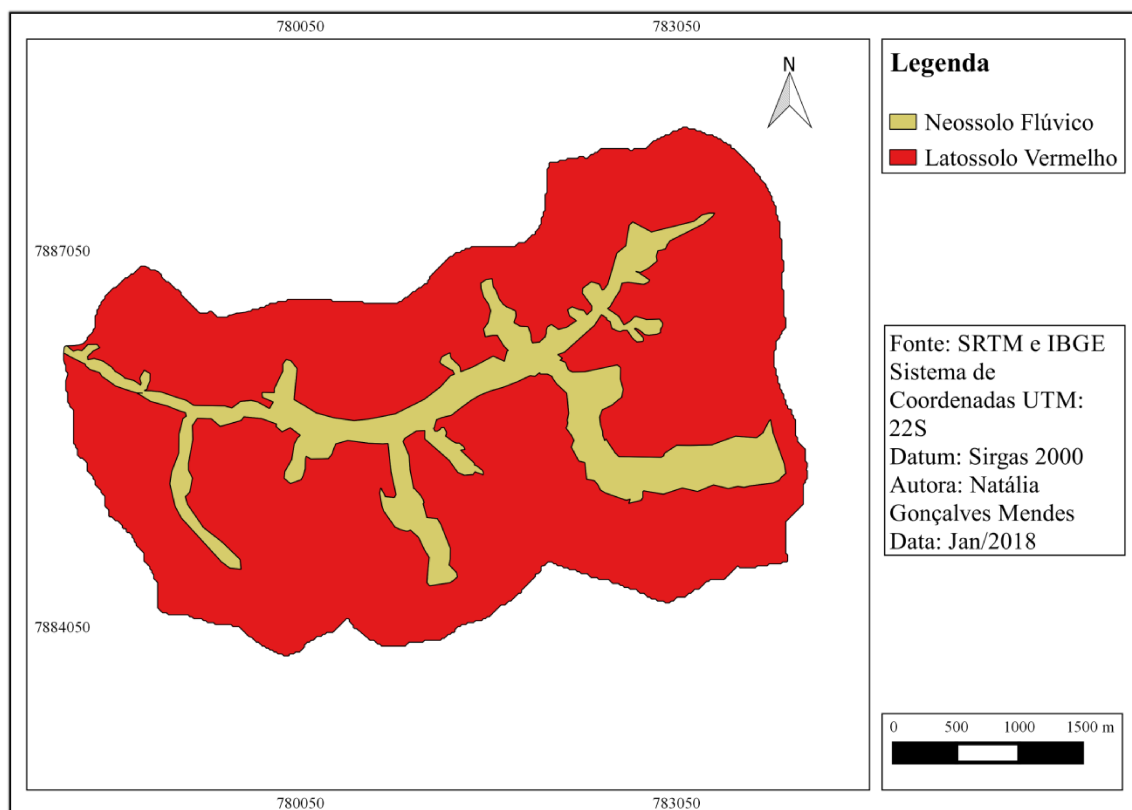 780050 783050
N
7887050
7884050
780050 783050
Legenda
Neossolo Flúvico
Latossolo Vermelho
Fonte: SRTM e IBGE
Sistema de
Coordenadas UTM:
22S
Datum: Sirgas 2000
Autora: Natália
Gonçalves Mendes
Data: Jan/2018
0 500 1000 1500 m